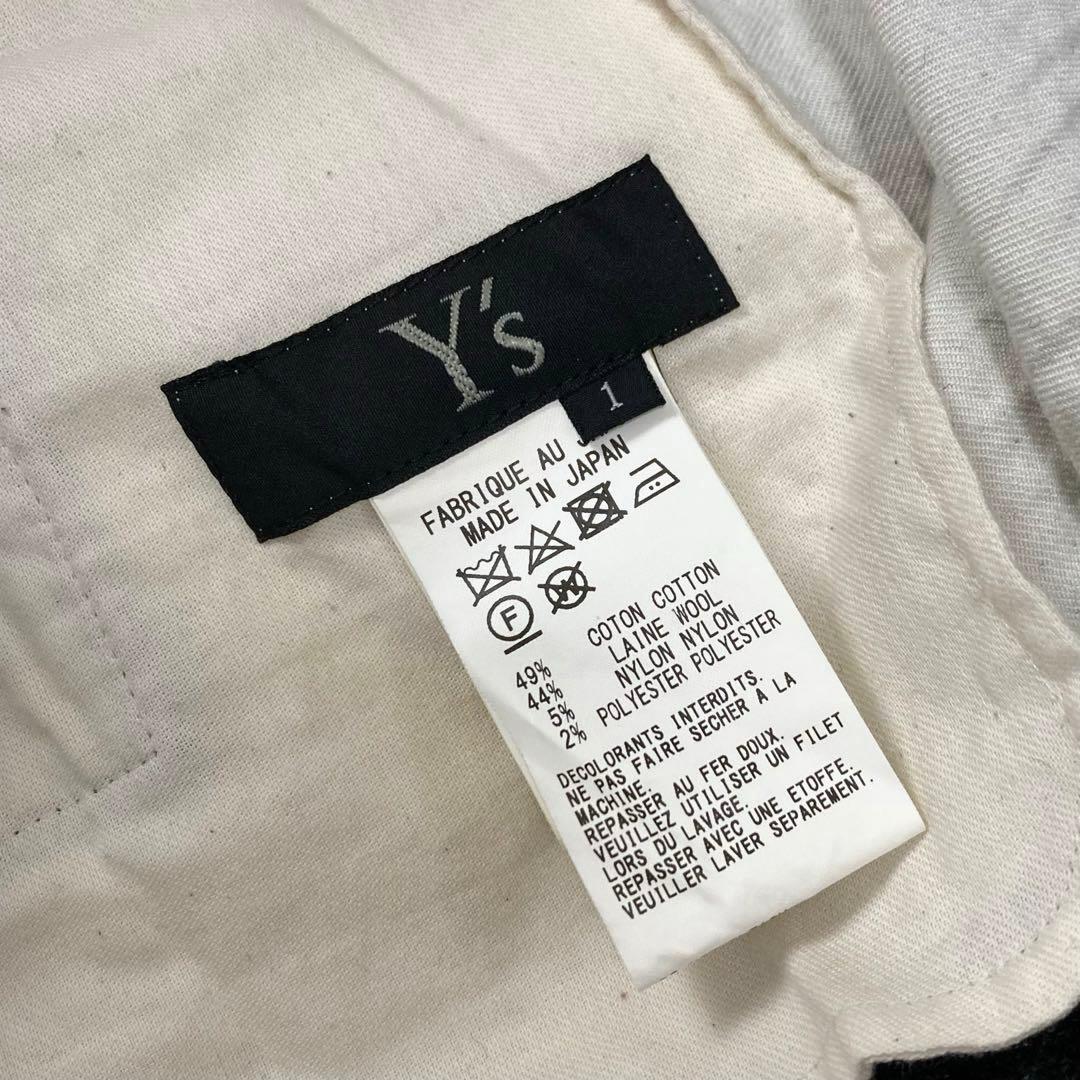 Y's
1
FABRIQUE AU
MADE IN JAPAN
F
W
49% COTON COTTON
44% LAINE WOOL
5% NYLON NYLON
2% POLYESTER POLYESTER
DECOLORANTS INTERDITS.
NE PAS FAIRE SECHER A LA
MACHINE.
REPASSER AU FER DOUX.
VEUILLEZ UTILISER UN FILET
LORS DU LAVAGE.
REPASSER AVEC UNE ETOFFE.
VEUILLER LAVER SEPAREMENT.